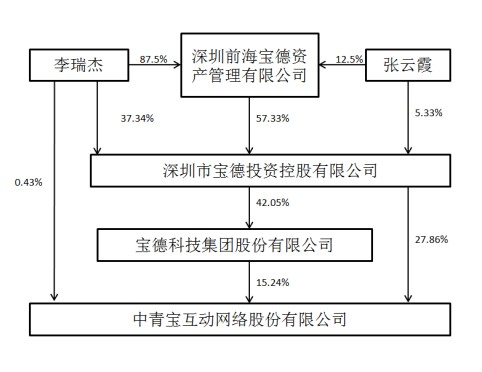 深圳前海宝德资
产管理有限公司
李瑞杰
87.5%
12.5%
张云霞
37.34%
57.33%
5.33%
深圳市宝德投资控股有限公司
0.43%
42.05%
宝德科技集团股份有限公司
27.86%
15.24%
中青宝互动网络股份有限公司